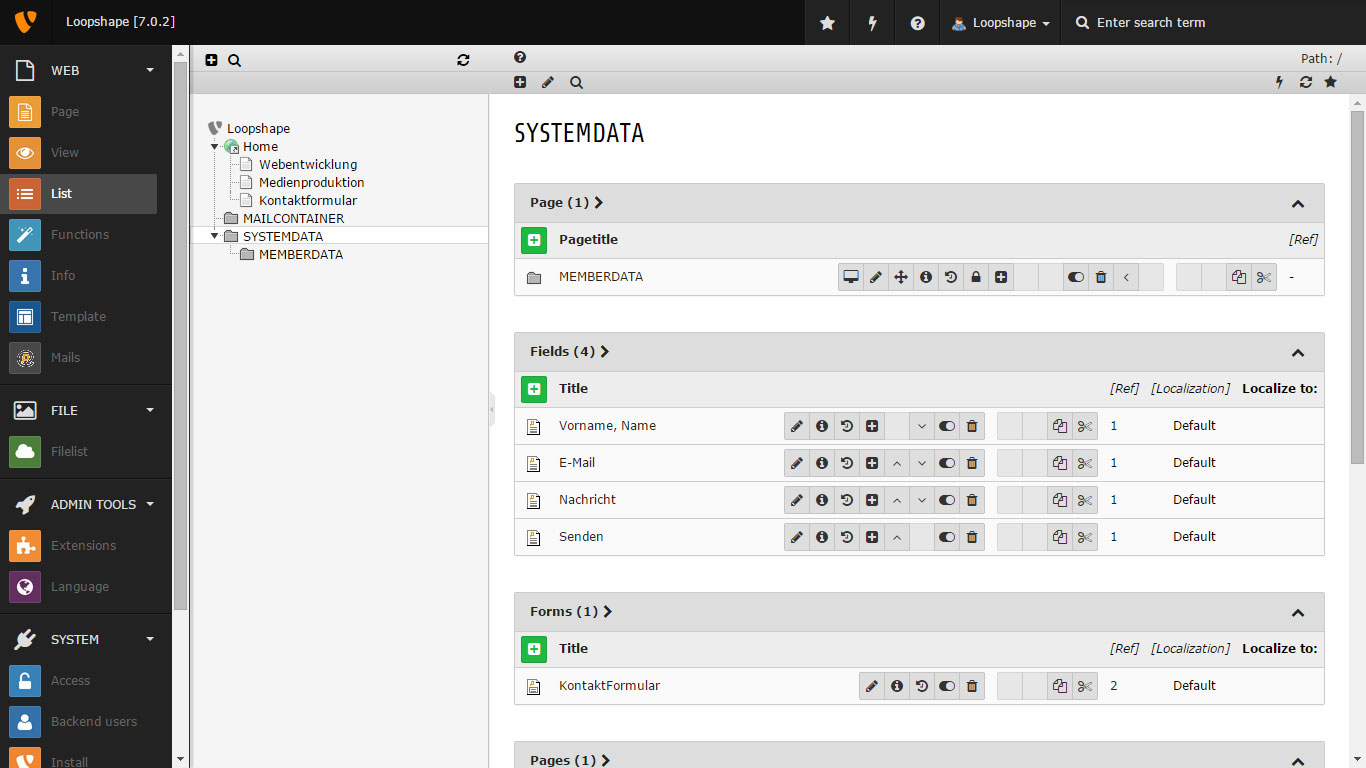 Loopshape [7.0.2]
Loopshape
Enter search term
WEB
Page
View
List
Functions
Info
Template
Mails
FILE
Filelist
ADMIN TOOLS
Extensions
Language
SYSTEM
Access
Backend users
Install
Loopshape
Home
Webentwicklung
Medienproduktion
Kontaktformular
MAILCONTAINER
SYSTEMDATA
MEMBERDATA
Path: /
SYSTEMDATA
Page (1)
Pagetitle [Ref]
MEMBERDATA -
Fields (4)
Title [Ref] [Localization] Localize to:
Vorname, Name 1 Default
E-Mail 1 Default
Nachricht 1 Default
Senden 1 Default
Forms (1)
Title [Ref] [Localization] Localize to:
KontaktFormular 2 Default
Pages (1)